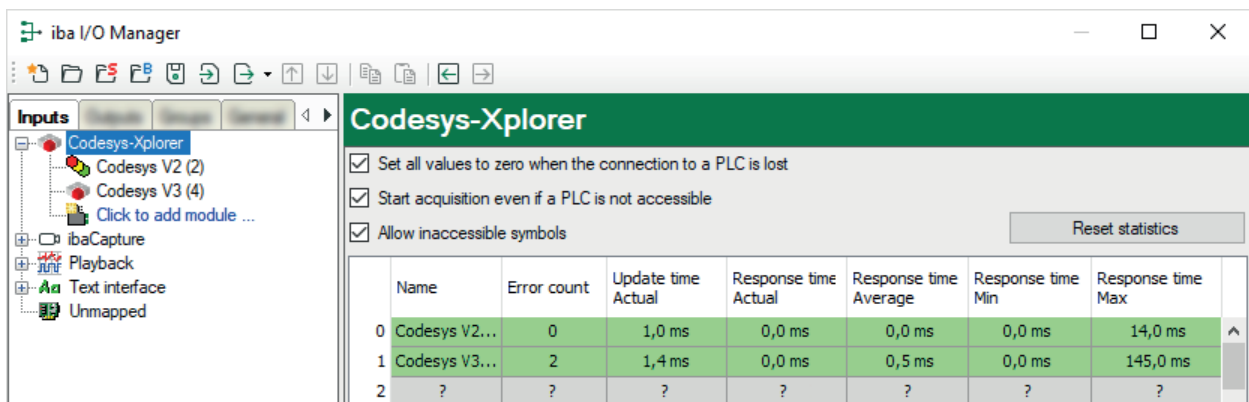 iba I/O Manager
Inputs
Codesys-Xplorer
Codesys V2 (2)
Codesys V3 (4)
Click to add module ...
ibaCapture
Playback
Text interface
Unmapped
Codesys-Xplorer
Set all values to zero when the connection to a PLC is lost
Start acquisition even if a PLC is not accessible
Allow inaccessible symbols
Reset statistics
Name Error count Update time Actual Response time Actual Response time Average Response time Min Response time Max
0 Codesys V2... 0 1,0 ms 0,0 ms 0,0 ms 0,0 ms 14,0 ms
1 Codesys V3... 2 1,4 ms 0,0 ms 0,5 ms 0,0 ms 145,0 ms
2 ? ? ? ? ? ? ?